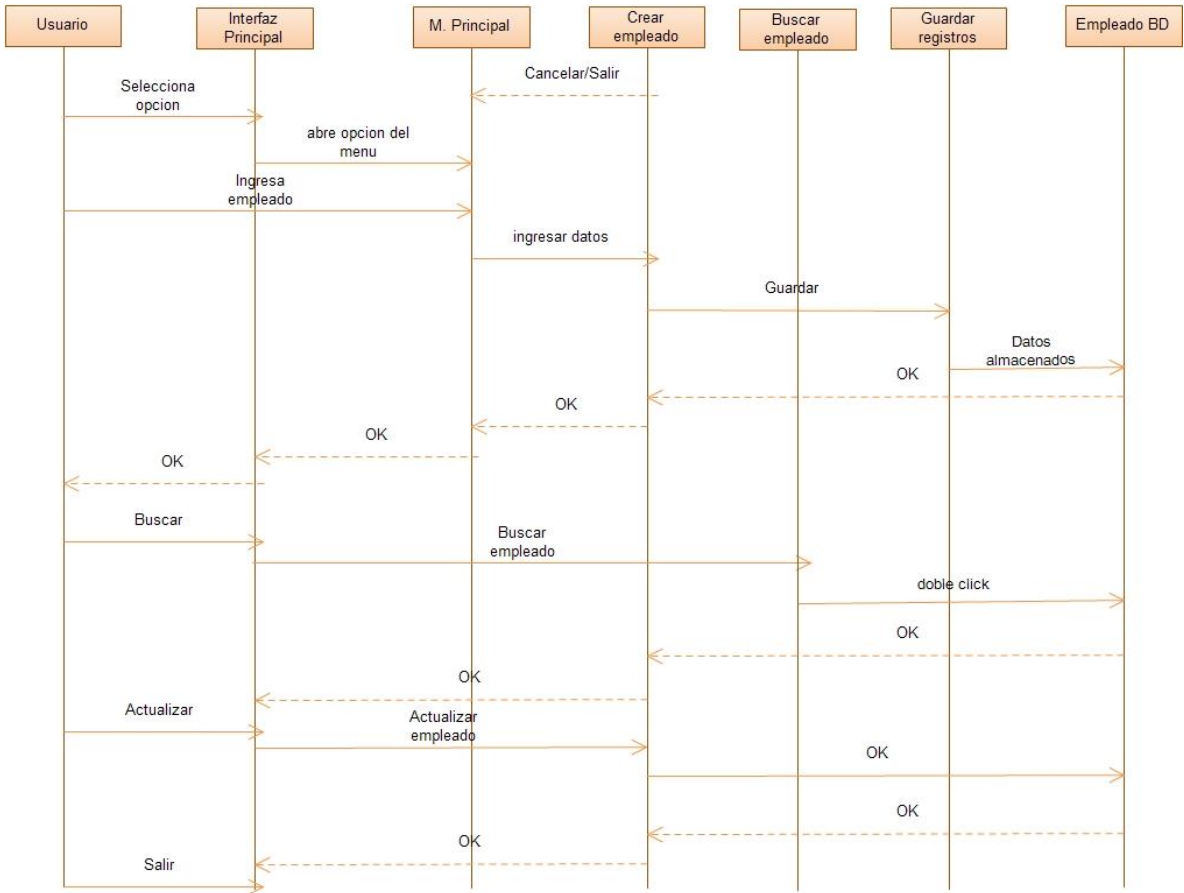 Usuario
Interfaz
Principal
M. Principal
Crear
empleado
Buscar
empleado
Guardar
registros
Empleado BD
Cancelar/Salir
Selecciona
opcion
abre opcion del
menu
Ingresa
empleado
ingresar datos
Guardar
Datos
almacenados
OK
OK
OK
OK
Buscar
Buscar
empleado
doble click
OK
OK
Actualizar
Actualizar
empleado
OK
OK
OK
Salir